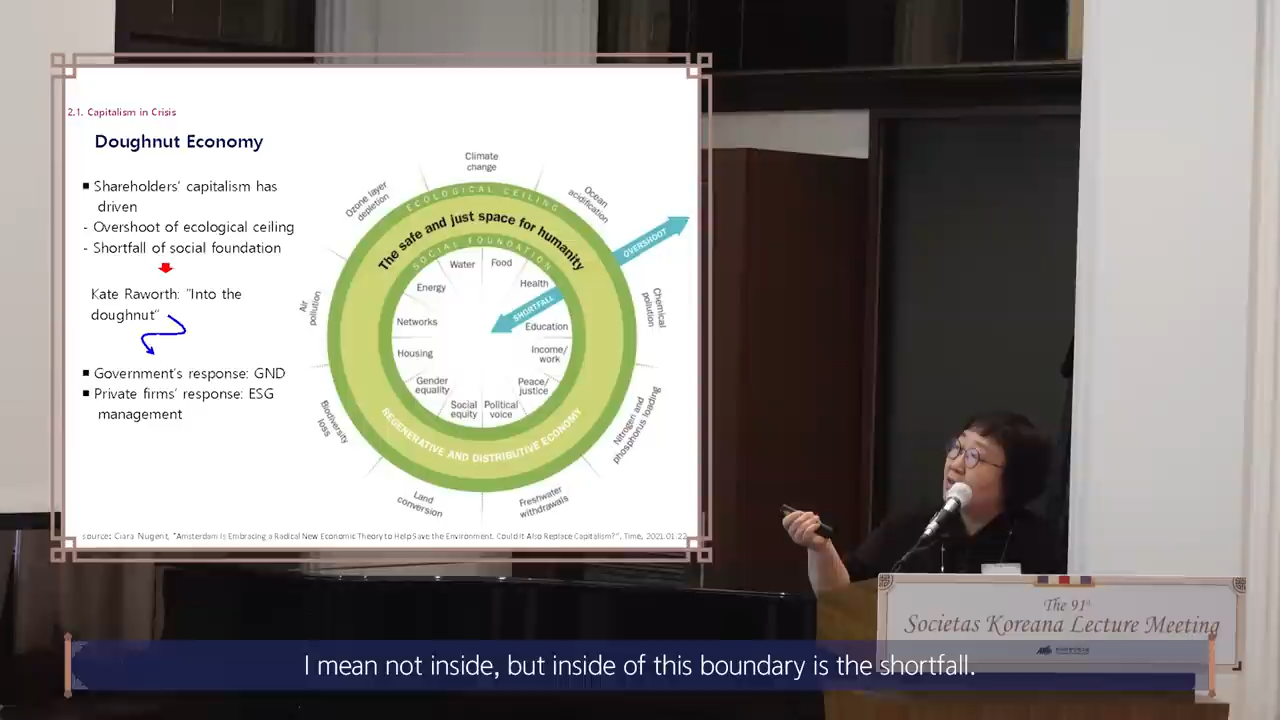 2.1. Capitalism in Crisis
Doughnut Economy
■ Shareholders' capitalism has
driven
- Overshoot of ecological ceiling
- Shortfall of social foundation
Kate Raworth: "Into the
doughnut"
■ Government's response: GND
■ Private firms' response: ESG
management
Climate
change
Ocean
acidification
Chemical
pollution
Nitrogen and
phosphorus loading
Freshwater
withdrawals
Land
conversion
Biodiversity
loss
Air
pollution
Ozone layer
depletion
ECOLOGICAL CEILING
The safe and just space for humanity
SOCIAL FOUNDATION
OVERSHOOT
SHORTFALL
Water
Food
Energy
Health
Networks
Education
Housing
Income/
work
Gender
equality
Peace/
justice
Social
equity
Political
voice
REGENERATIVE AND DISTRIBUTIVE ECONOMY
source: Ciara Nugent, "Amsterdam Is Embracing a Radical New Economic Theory to Help Save the Environment. Could It Also Replace Capitalism?", Time, 2021.01.22
The 91st
Societas Koreana Lecture Meeting
I mean not inside, but inside of this boundary is the shortfall.